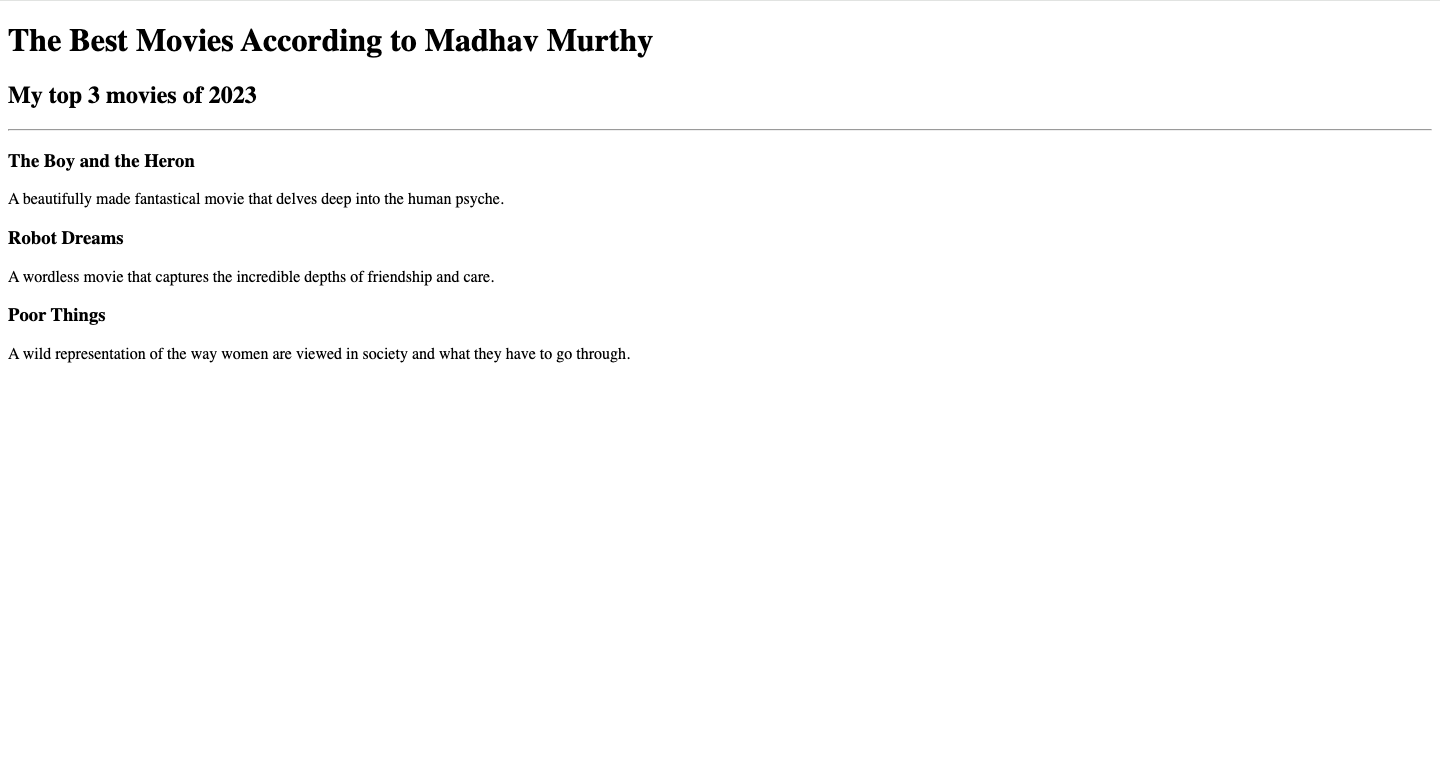 The Best Movies According to Madhav Murthy
My top 3 movies of 2023
The Boy and the Heron
A beautifully made fantastical movie that delves deep into the human psyche.
Robot Dreams
A wordless movie that captures the incredible depths of friendship and care.
Poor Things
A wild representation of the way women are viewed in society and what they have to go through.